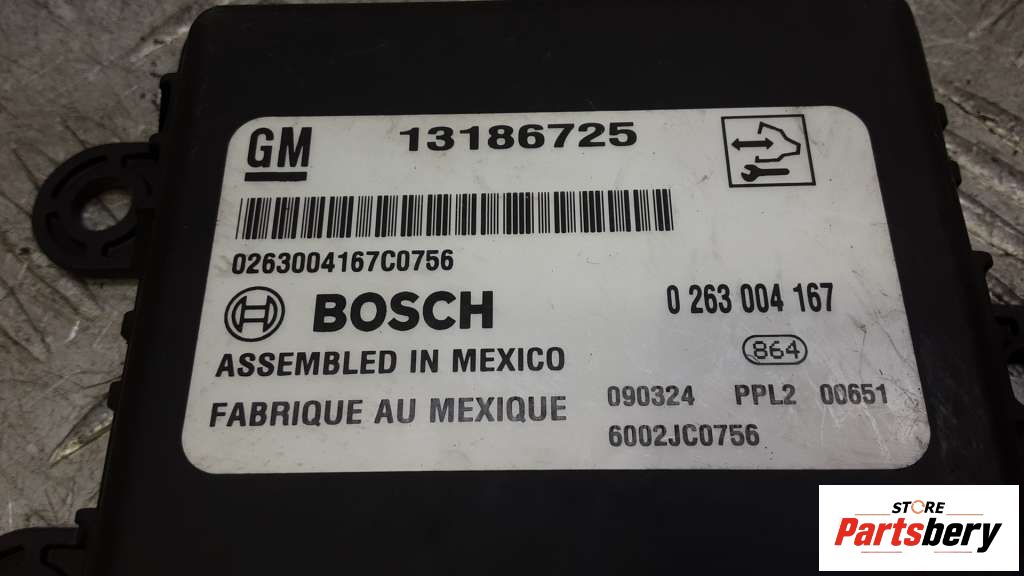 GM 13186725
0263004167C0756
BOSCH 0 263 004 167
ASSEMBLED IN MEXICO 864
FABRIQUE AU MEXIQUE 090324 PPL2 00651
6002JC0756
STORE
Partsbery